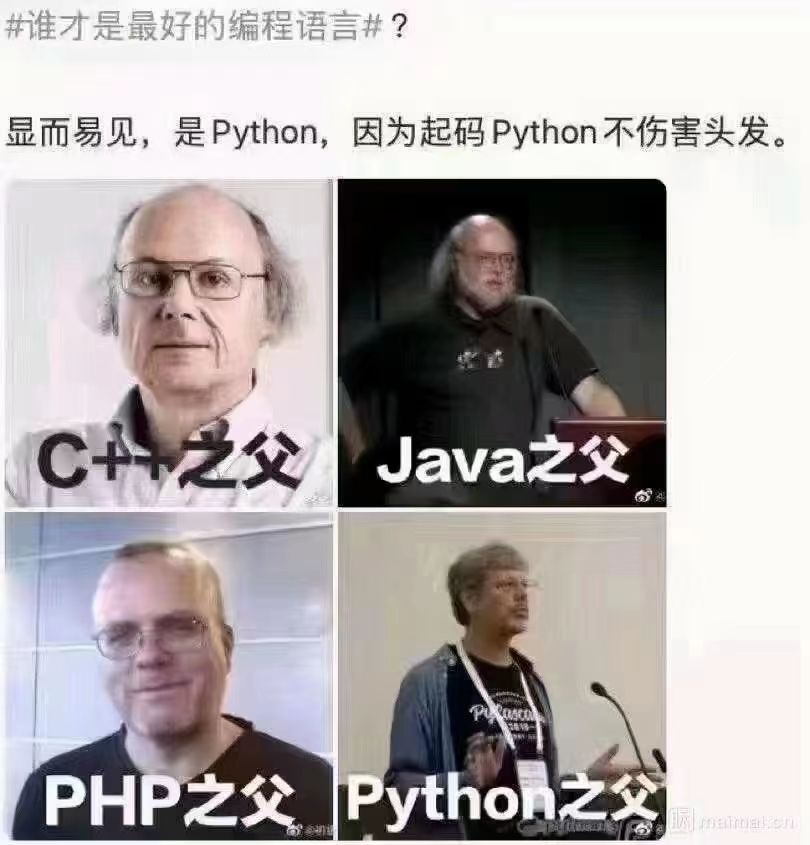 #谁才是最好的编程语言#?
显而易见，是Python，因为起码Python不伤害头发。
C++之父
Java之父
PHP之父
Python之父
maimai.cn